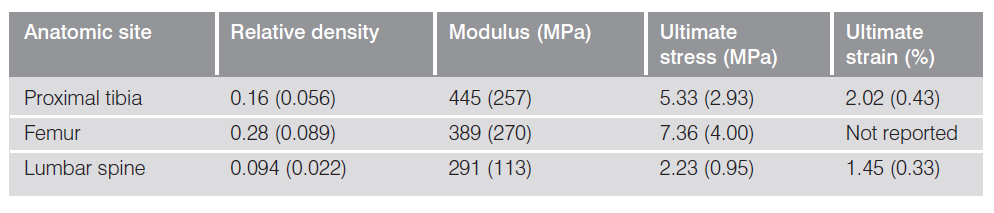 Anatomic site Relative density Modulus (MPa) Ultimate stress (MPa) Ultimate strain (%)
Proximal tibia 0.16 (0.056) 445 (257) 5.33 (2.93) 2.02 (0.43)
Femur 0.28 (0.089) 389 (270) 7.36 (4.00) Not reported
Lumbar spine 0.094 (0.022) 291 (113) 2.23 (0.95) 1.45 (0.33)